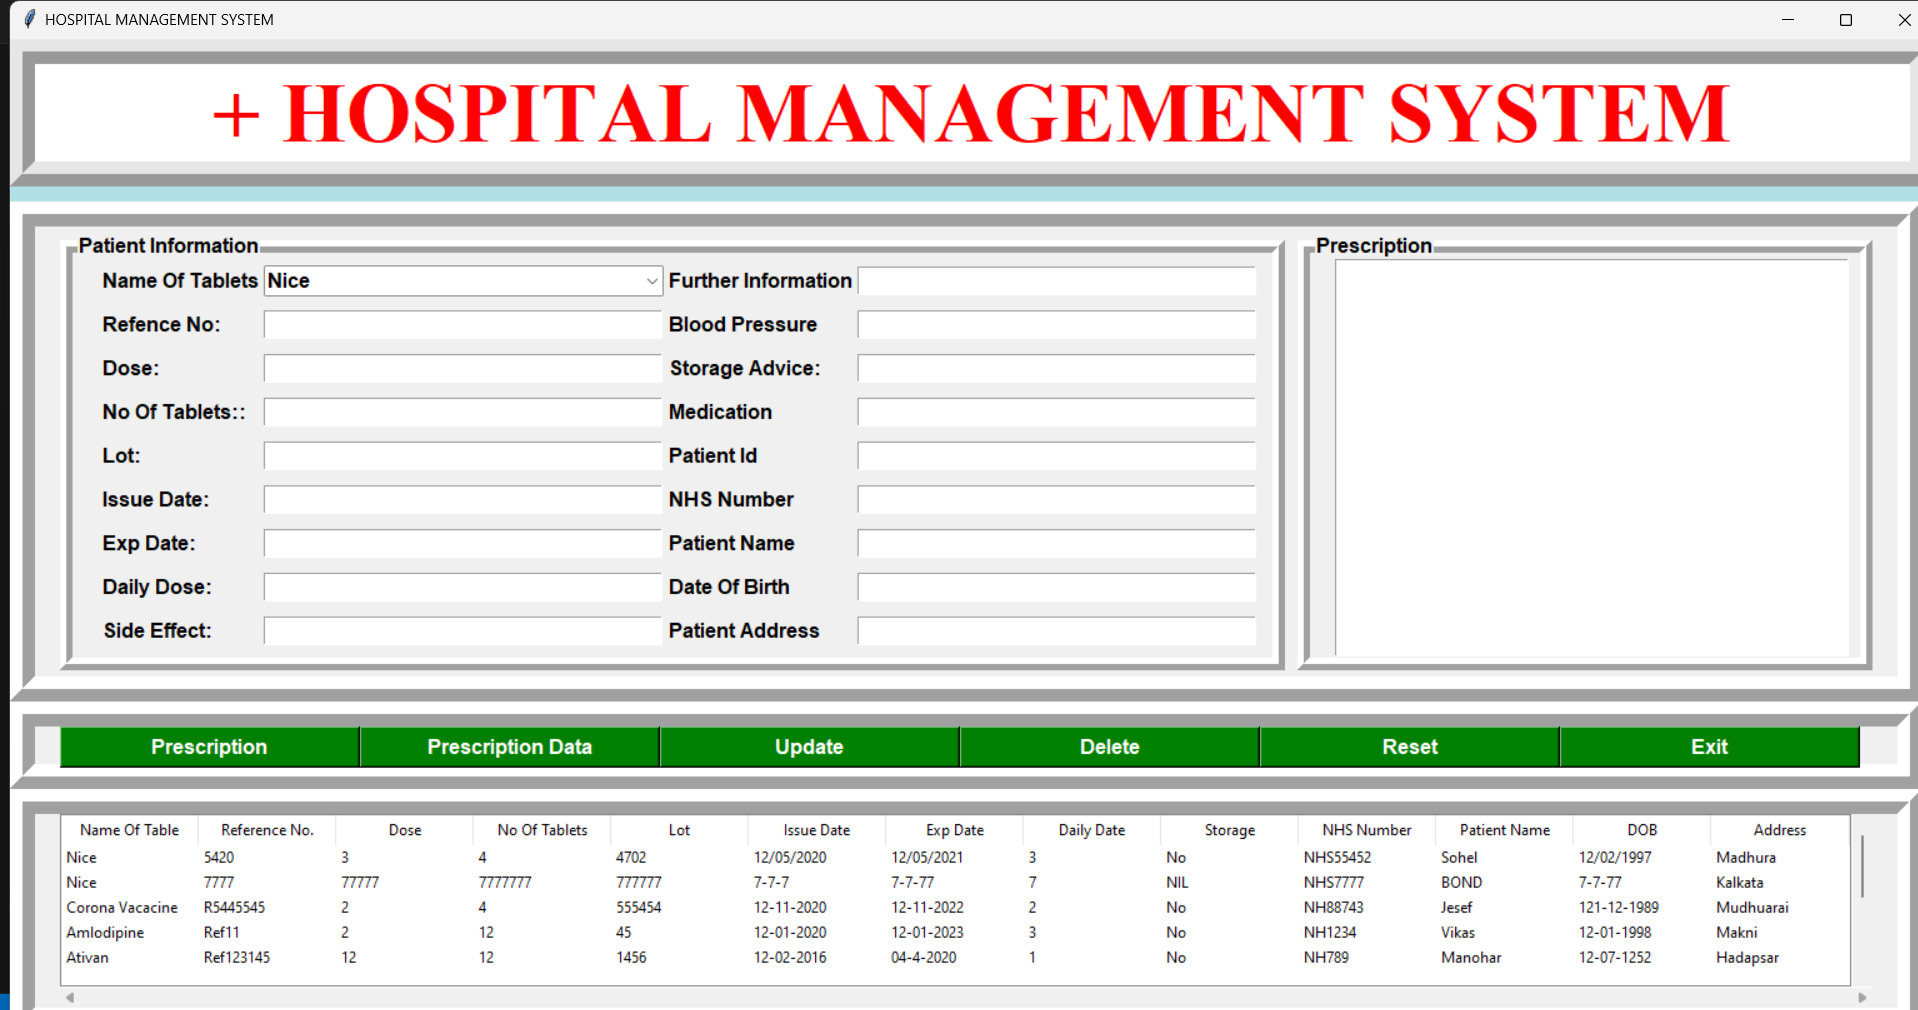 HOSPITAL MANAGEMENT SYSTEM
+ HOSPITAL MANAGEMENT SYSTEM
Patient Information
Name Of Tablets Nice Further Information
Refence No: Blood Pressure
Dose: Storage Advice:
No Of Tablets:: Medication
Lot: Patient Id
Issue Date: NHS Number
Exp Date: Patient Name
Daily Dose: Date Of Birth
Side Effect: Patient Address
Prescription
Prescription Prescription Data Update Delete Reset Exit
Name Of Table Reference No. Dose No Of Tablets Lot Issue Date Exp Date Daily Date Storage NHS Number Patient Name DOB Address
Nice 5420 3 4 4702 12/05/2020 12/05/2021 3 No NHS55452 Sohel 12/02/1997 Madhura
Nice 7777 77777 7777777 777777 7-7-7 7-7-77 7 NIL NHS7777 BOND 7-7-77 Kalkata
Corona Vacacine R5445545 2 4 555454 12-11-2020 12-11-2022 2 No NH88743 Jesef 121-12-1989 Mudhuarai
Amlodipine Ref11 2 12 45 12-01-2020 12-01-2023 3 No NH1234 Vikas 12-01-1998 Makni
Ativan Ref123145 12 12 1456 12-02-2016 04-4-2020 1 No NH789 Manohar 12-07-1252 Hadapsar